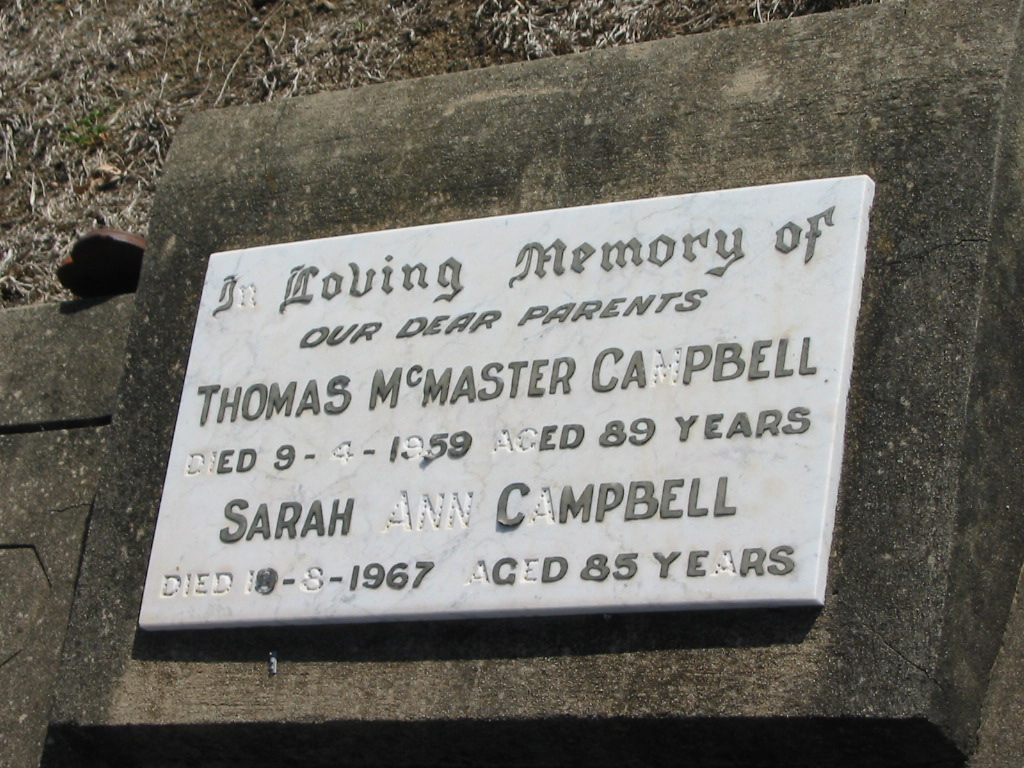 In Loving Memory of
OUR DEAR PARENTS
THOMAS McMASTER CAMPBELL
DIED 9-4-1959 AGED 89 YEARS
SARAH ANN CAMPBELL
DIED 19-8-1967 AGED 85 YEARS